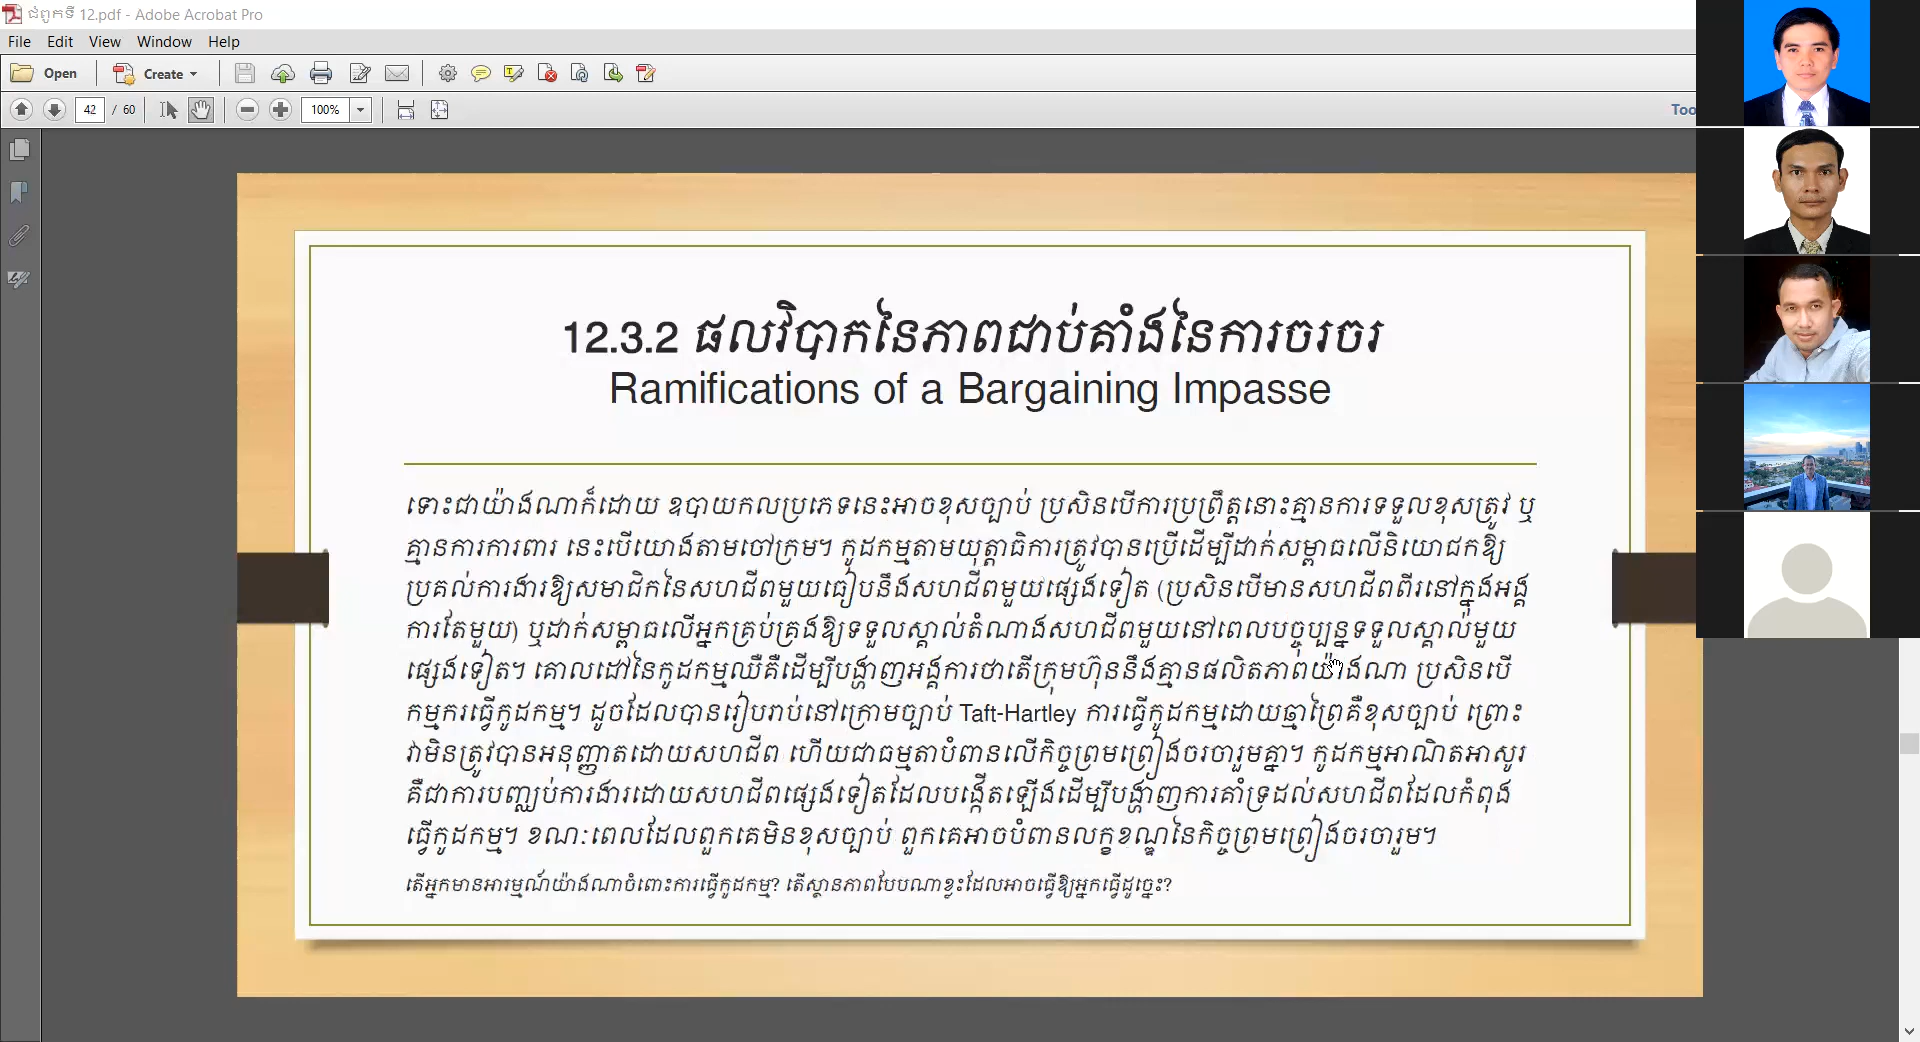 ជំពូកទី 12.pdf - Adobe Acrobat Pro
File Edit View Window Help
Open Create
42 / 60 100% Too
12.3.2 ផលវិបាកនៃភាពជាប់គាំងនៃការចរចរ
Ramifications of a Bargaining Impasse
ទោះជាយ៉ាងណាក៏ដោយ ឧបាយកលប្រភេទនេះអាចខុសច្បាប់ ប្រសិនបើការប្រព្រឹត្តនោះគ្មានការទទួលខុសត្រូវ ឬ
គ្មានការការពារ នេះបើយោងតាមចៅក្រម។ កូដកម្មតាមយុត្តាធិការត្រូវបានប្រើដើម្បីដាក់សម្ពាធលើនិយោជកឱ្យ
ប្រគល់ការងារឱ្យសមាជិកនៃសហជីពមួយធៀបនឹងសហជីពមួយផ្សេងទៀត (ប្រសិនបើមានសហជីពពីរនៅក្នុងអង្គ
ការតែមួយ) ឬដាក់សម្ពាធលើអ្នកគ្រប់គ្រងឱ្យទទួលស្គាល់តំណាងសហជីពមួយនៅពេលបច្ចុប្បន្នទទួលស្គាល់មួយ
ផ្សេងទៀត។ គោលដៅនៃកូដកម្មឈឺគឺដើម្បីបង្ហាញអង្គការថាតើក្រុមហ៊ុននឹងគ្មានផលិតភាពយ៉ាងណា ប្រសិនបើ
កម្មករធ្វើកូដកម្ម។ ដូចដែលបានរៀបរាប់នៅក្រោមច្បាប់ Taft-Hartley ការធ្វើកូដកម្មដោយឆ្មាព្រៃគឺខុសច្បាប់ ព្រោះ
វាមិនត្រូវបានអនុញ្ញាតដោយសហជីព ហើយជាធម្មតាបំពានលើកិច្ចព្រមព្រៀងចរចារួមគ្នា។ កូដកម្មអាណិតអាសូរ
គឺជាការបញ្ឈប់ការងារដោយសហជីពផ្សេងទៀតដែលបង្កើតឡើងដើម្បីបង្ហាញការគាំទ្រដល់សហជីពដែលកំពុង
ធ្វើកូដកម្ម។ ខណៈពេលដែលពួកគេមិនខុសច្បាប់ ពួកគេអាចបំពានលក្ខខណ្ឌនៃកិច្ចព្រមព្រៀងចរចារួម។
តើអ្នកមានអារម្មណ៍យ៉ាងណាចំពោះការធ្វើកូដកម្ម? តើស្ថានភាពបែបណាខ្លះដែលអាចធ្វើឱ្យអ្នកធ្វើដូច្នេះ?